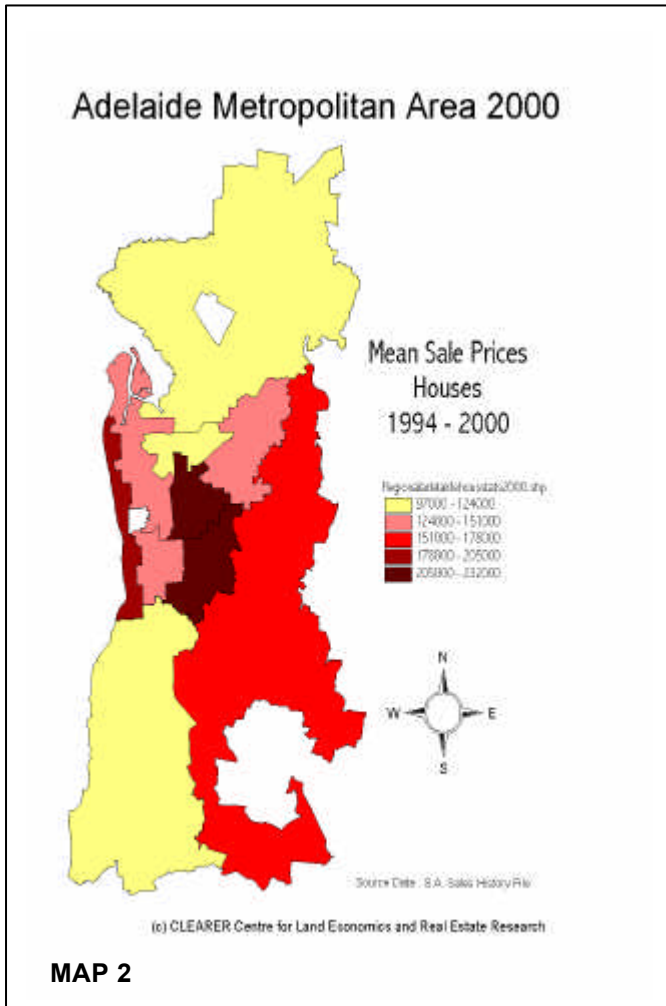 Adelaide Metropolitan Area 2000
Mean Sale Prices
Houses
1994 - 2000
97000 - 124000
124000 - 151000
151000 - 178000
178000 - 205000
205000 - 232000
N
W
E
S
Source Data : S.A. Sales History File
(c) CLEARER Centre for Land Economics and Real Estate Research
MAP 2